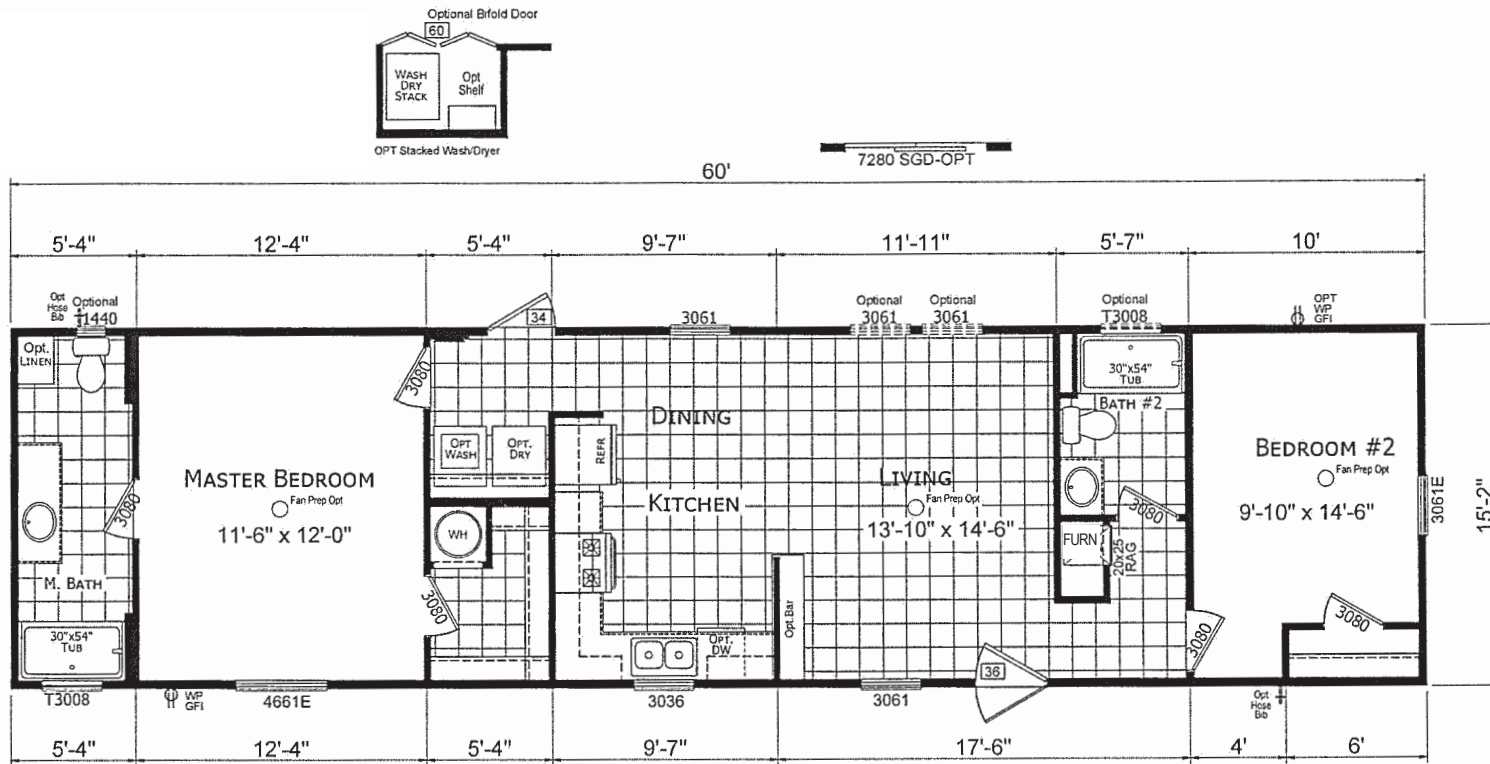 Optional Bifold Door
60
WASH
DRY
STACK
Opt
Shelf
OPT Stacked Wash/Dryer
7280 SGD-OPT
60'
5'-4"
12'-4"
5'-4"
9'-7"
11'-11"
5'-7"
10'
Opt
Hose
Bib
Optional
1440
34
3061
Optional
3061
Optional
3061
Optional
T3008
OPT
WP
GFI
Opt.
LINEN
3080
30"x54"
TUB
BATH #2
DINING
OPT
WASH
OPT.
DRY
REFR
MASTER BEDROOM
Fan Prep Opt
11'-6" x 12'-0"
KITCHEN
LIVING
Fan Prep Opt
13'-10" x 14'-6"
BEDROOM #2
Fan Prep Opt
9'-10" x 14'-6"
3061E
15'-2"
3080
3080
WH
FURN
20x25
RAG
M. BATH
3080
Opt.Bar
3080
3080
30"x54"
TUB
OPT.
DW
36
T3008
WP
GFI
4661E
3036
3061
Opt
Hose
Bib
5'-4"
12'-4"
5'-4"
9'-7"
17'-6"
4'
6'